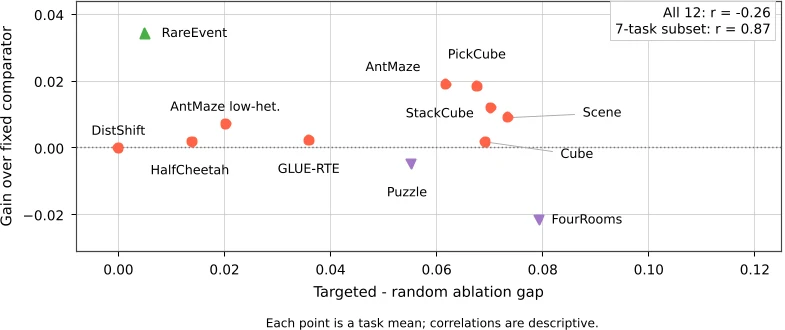 All 12: r = -0.26
7-task subset: r = 0.87
0.04
0.02
0.00
−0.02
Gain over fixed comparator
RareEvent
PickCube
AntMaze
AntMaze low-het.
StackCube
Scene
DistShift
Cube
HalfCheetah
GLUE-RTE
Puzzle
FourRooms
0.00 0.02 0.04 0.06 0.08 0.10 0.12
Targeted - random ablation gap
Each point is a task mean; correlations are descriptive.